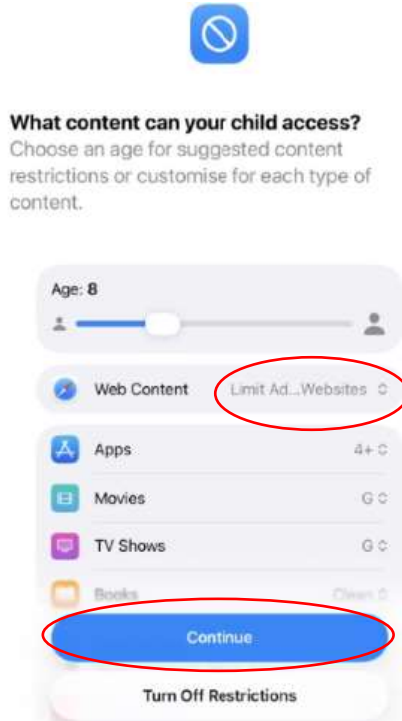 What content can your child access?
Choose an age for suggested content
restrictions or customise for each type of
content.
Age: 8
Web Content Limit Ad...Websites
Apps 4+
Movies G
TV Shows G
Books Clean
Continue
Turn Off Restrictions